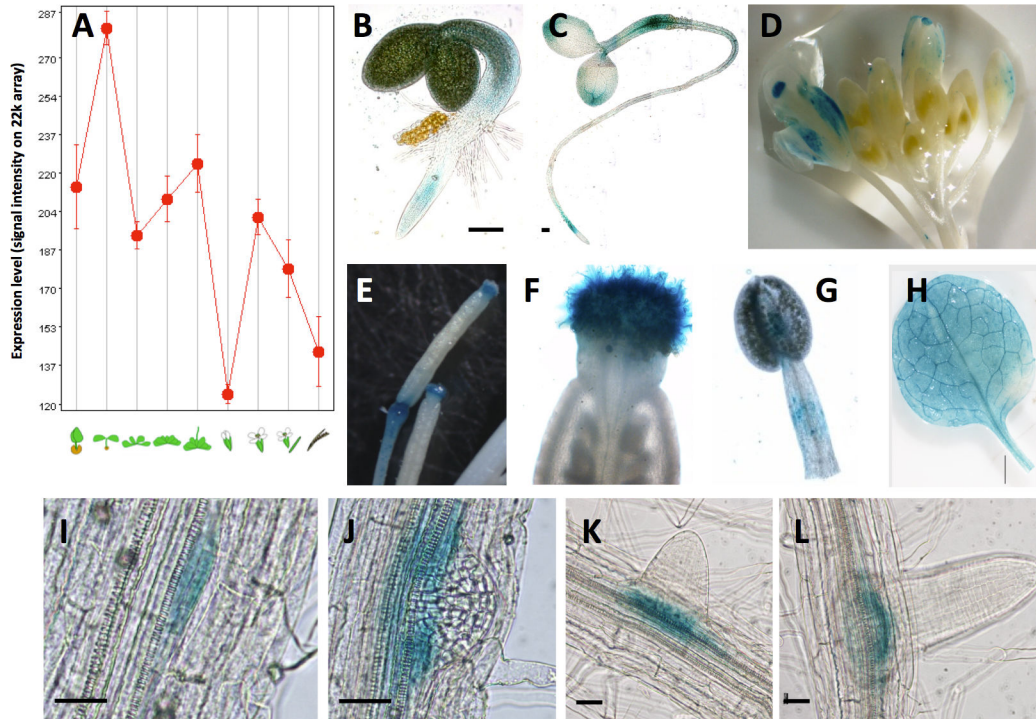 A
B
C
D
Expression level (signal intensity on 22k array)
287
270
254
237
220
204
187
170
153
137
120
E
F
G
H
I
J
K
L